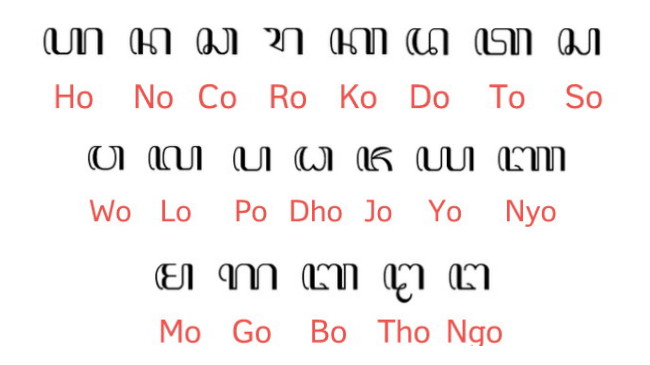 ꦲ ꦤ ꦕ ꦫ ꦏ ꦢ ꦠ ꦱ
Ho No Co Ro Ko Do To So
ꦮ ꦭ ꦥ ꦝ ꦗ ꦪ ꦚ
Wo Lo Po Dho Jo Yo Nyo
ꦩ ꦒ ꦧ ꦛ ꦔ
Mo Go Bo Tho Ngo